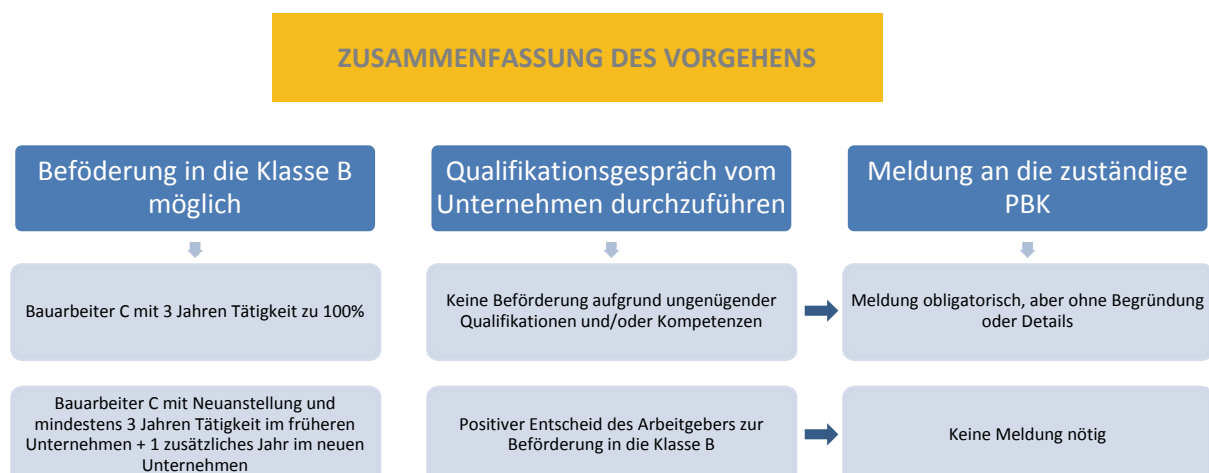 ZUSAMMENFASSUNG DES VORGEHENS
Beföderung in die Klasse B
möglich
Bauarbeiter C mit 3 Jahren Tätigkeit zu 100%
Bauarbeiter C mit Neuanstellung und
mindestens 3 Jahren Tätigkeit im früheren
Unternehmen + 1 zusätzliches Jahr im neuen
Unternehmen
Qualifikationsgespräch vom
Unternehmen durchzuführen
Keine Beförderung aufgrund ungenügender
Qualifikationen und/oder Kompetenzen
Positiver Entscheid des Arbeitgebers zur
Beförderung in die Klasse B
Meldung an die zuständige
PBK
Meldung obligatorisch, aber ohne Begründung
oder Details
Keine Meldung nötig